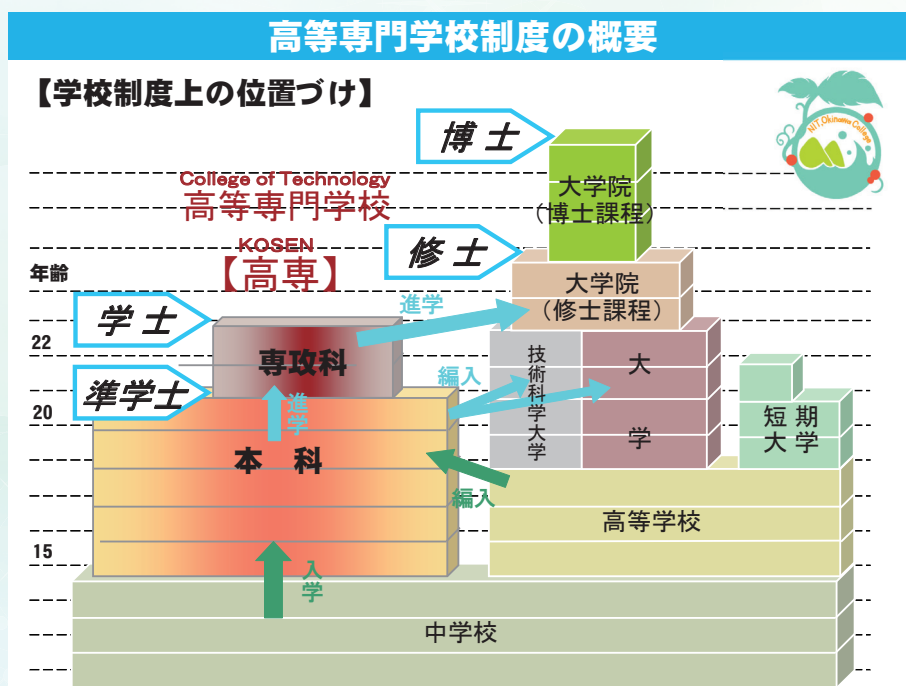 高等専門学校制度の概要
【学校制度上の位置づけ】
NIT,Okinawa College
博 士
College of Technology
高等専門学校
大学院
(博士課程)
KOSEN
【高専】
修 士
年齢
大学院
(修士課程)
進学
学 士
22
専攻科
編入
技術科学大学
大
学
準学士
進学
20
短 期
大 学
本 科
編入
高等学校
15
入学
中学校